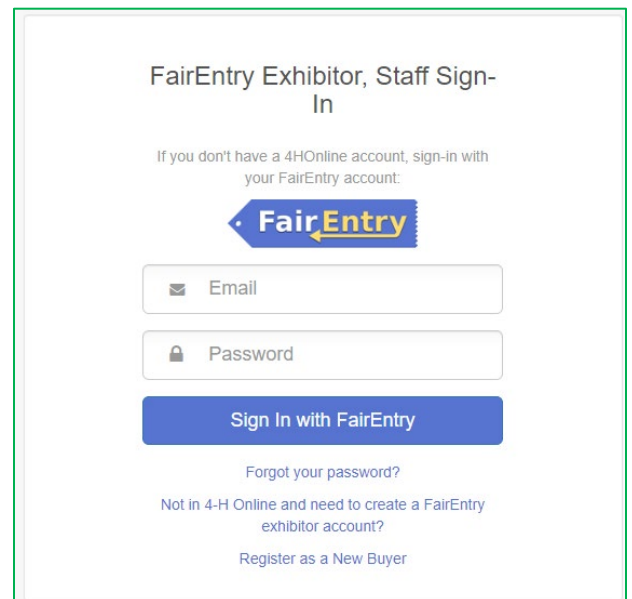 FairEntry Exhibitor, Staff Sign-
In
If you don't have a 4HOnline account, sign-in with
your FairEntry account:
FairEntry
Email
Password
Sign In with FairEntry
Forgot your password?
Not in 4-H Online and need to create a FairEntry
exhibitor account?
Register as a New Buyer